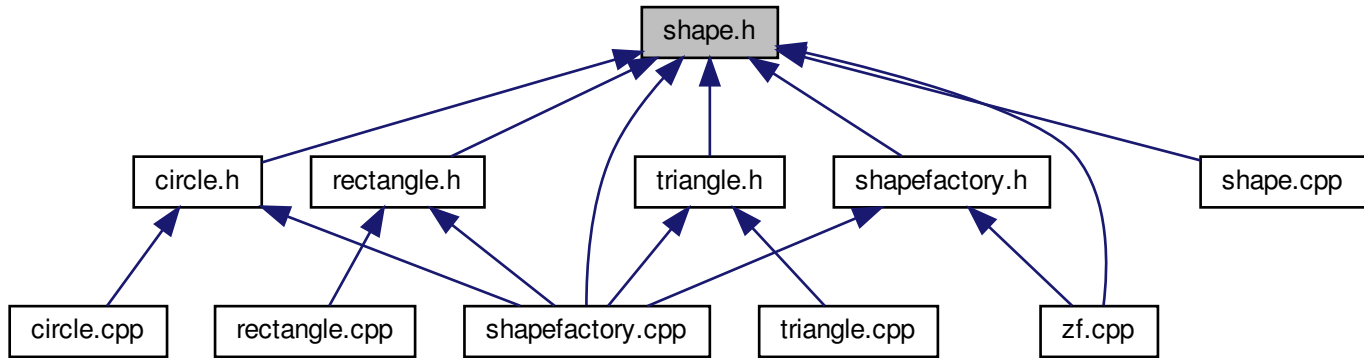 shape.h
circle.h
rectangle.h
triangle.h
shapefactory.h
shape.cpp
circle.cpp
rectangle.cpp
shapefactory.cpp
triangle.cpp
zf.cpp